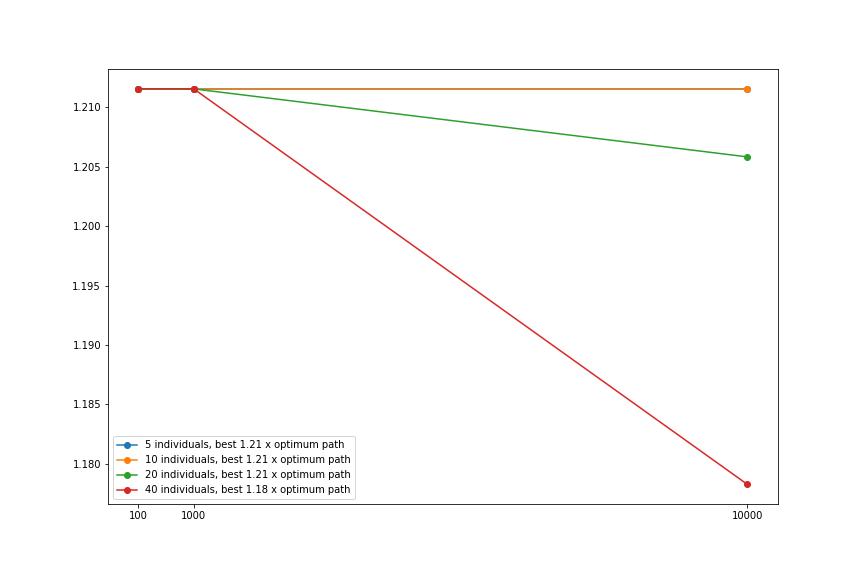 1.210
1.205
1.200
1.195
1.190
1.185
1.180
5 individuals, best 1.21 x optimum path
10 individuals, best 1.21 x optimum path
20 individuals, best 1.21 x optimum path
40 individuals, best 1.18 x optimum path
100 1000 10000